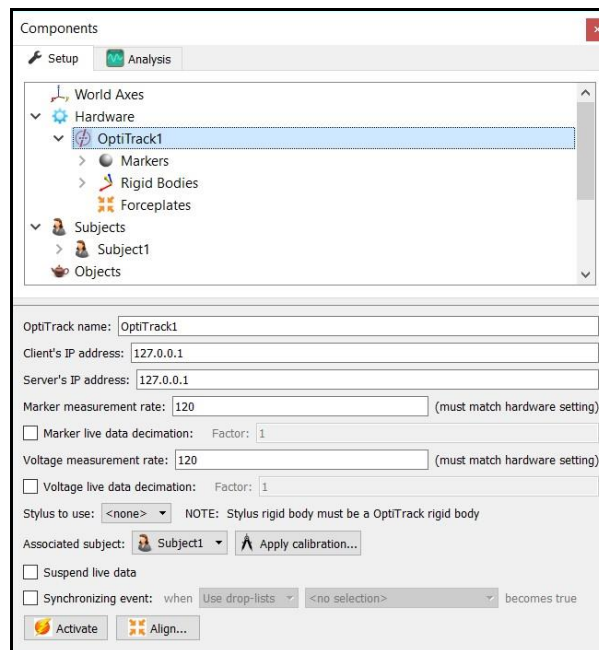 Components
Setup Analysis
World Axes
Hardware
OptiTrack1
Markers
Rigid Bodies
Forceplates
Subjects
Subject1
Objects
OptiTrack name: OptiTrack1
Client's IP address: 127.0.0.1
Server's IP address: 127.0.0.1
Marker measurement rate: 120 (must match hardware setting)
Marker live data decimation: Factor: 1
Voltage measurement rate: 120 (must match hardware setting)
Voltage live data decimation: Factor: 1
Stylus to use: <none> NOTE: Stylus rigid body must be a OptiTrack rigid body
Associated subject: Subject1 Apply calibration...
Suspend live data
Synchronizing event: when Use drop-lists <no selection> becomes true
Activate Align...